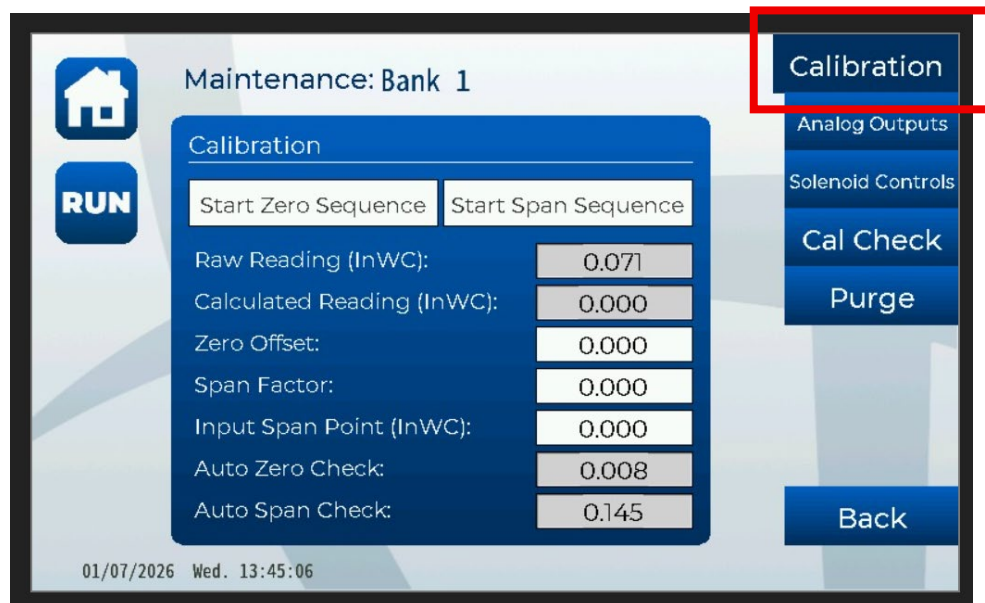 Maintenance: Bank 1
RUN
Calibration
Start Zero Sequence Start Span Sequence
Raw Reading (InWC): 0.071
Calculated Reading (InWC): 0.000
Zero Offset: 0.000
Span Factor: 0.000
Input Span Point (InWC): 0.000
Auto Zero Check: 0.008
Auto Span Check: 0.145
Calibration
Analog Outputs
Solenoid Controls
Cal Check
Purge
Back
01/07/2026 Wed. 13:45:06